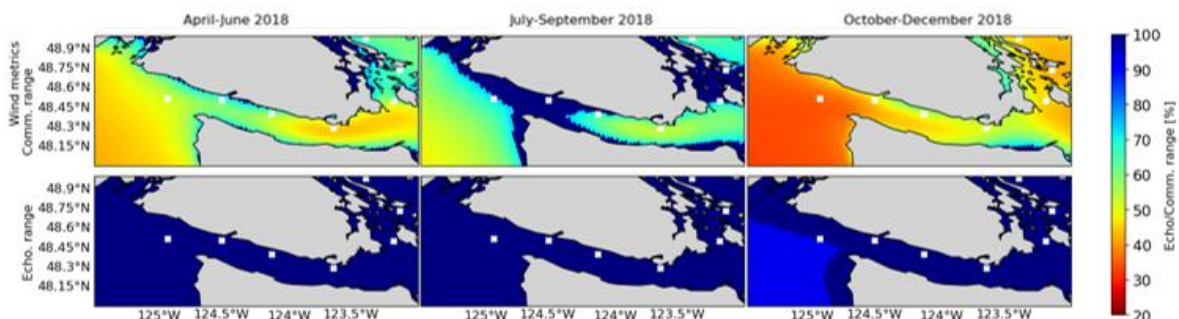 April-June 2018 July-September 2018 October-December 2018
Wind metrics
Comm. range
48.9°N
48.75°N
48.6°N
48.45°N
48.3°N
48.15°N
Echo. range
48.9°N
48.75°N
48.6°N
48.45°N
48.3°N
48.15°N
125°W 124.5°W 124°W 123.5°W 125°W 124.5°W 124°W 123.5°W 125°W 124.5°W 124°W 123.5°W
100
90
80
70
60
50
40
30
20
Echo/Comm. range [%]